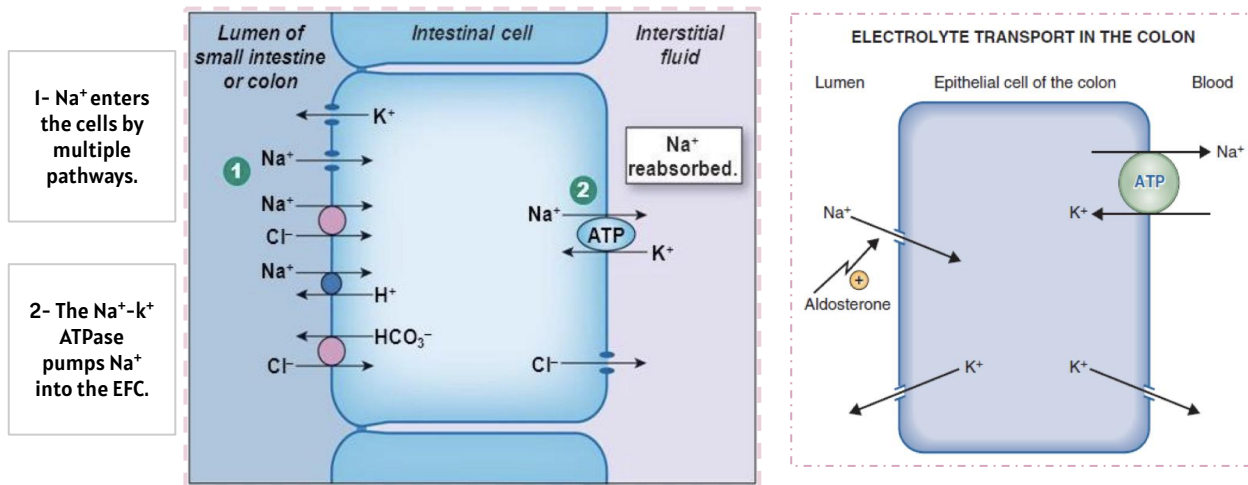 1- Na⁺ enters
the cells by
multiple
pathways.
2- The Na⁺-k⁺
ATPase
pumps Na⁺
into the EFC.
Lumen of
small intestine
or colon
Intestinal cell
Interstitial
fluid
K⁺
1
Na⁺
Na⁺
Cl⁻
Na⁺
H⁺
HCO₃⁻
Cl⁻
2
Na⁺
ATP
K⁺
Cl⁻
Na⁺
reabsorbed.
ELECTROLYTE TRANSPORT IN THE COLON
Lumen
Epithelial cell of the colon
Blood
Na⁺
ATP
K⁺
Na⁺
+
Aldosterone
K⁺
K⁺